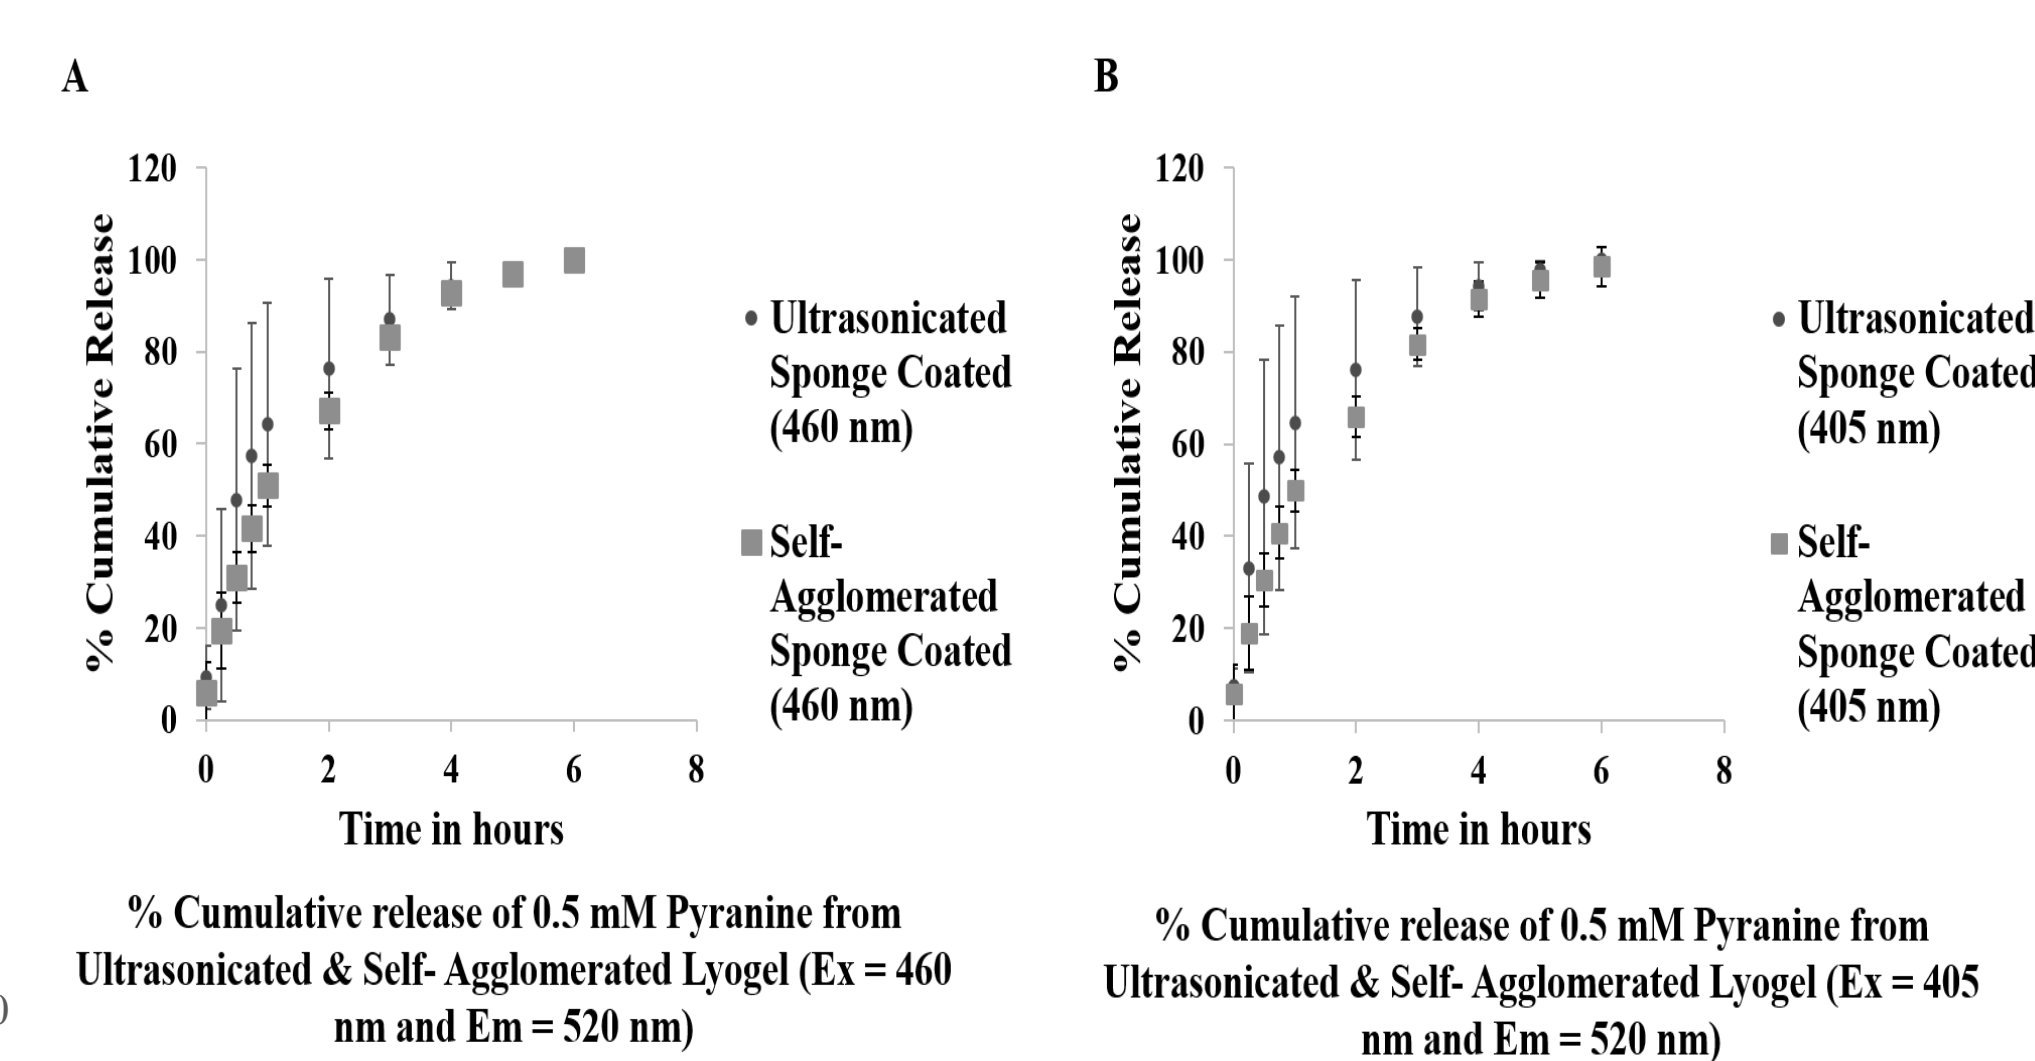 A
120
100
80
60
40
20
0
% Cumulative Release
0 2 4 6 8
Time in hours
Ultrasonicated
Sponge Coated
(460 nm)
Self-
Agglomerated
Sponge Coated
(460 nm)
% Cumulative release of 0.5 mM Pyranine from
Ultrasonicated & Self- Agglomerated Lyogel (Ex = 460
nm and Em = 520 nm)
)
B
120
100
80
60
40
20
0
% Cumulative Release
0 2 4 6 8
Time in hours
Ultrasonicated
Sponge Coated
(405 nm)
Self-
Agglomerated
Sponge Coated
(405 nm)
% Cumulative release of 0.5 mM Pyranine from
Ultrasonicated & Self- Agglomerated Lyogel (Ex = 405
nm and Em = 520 nm)